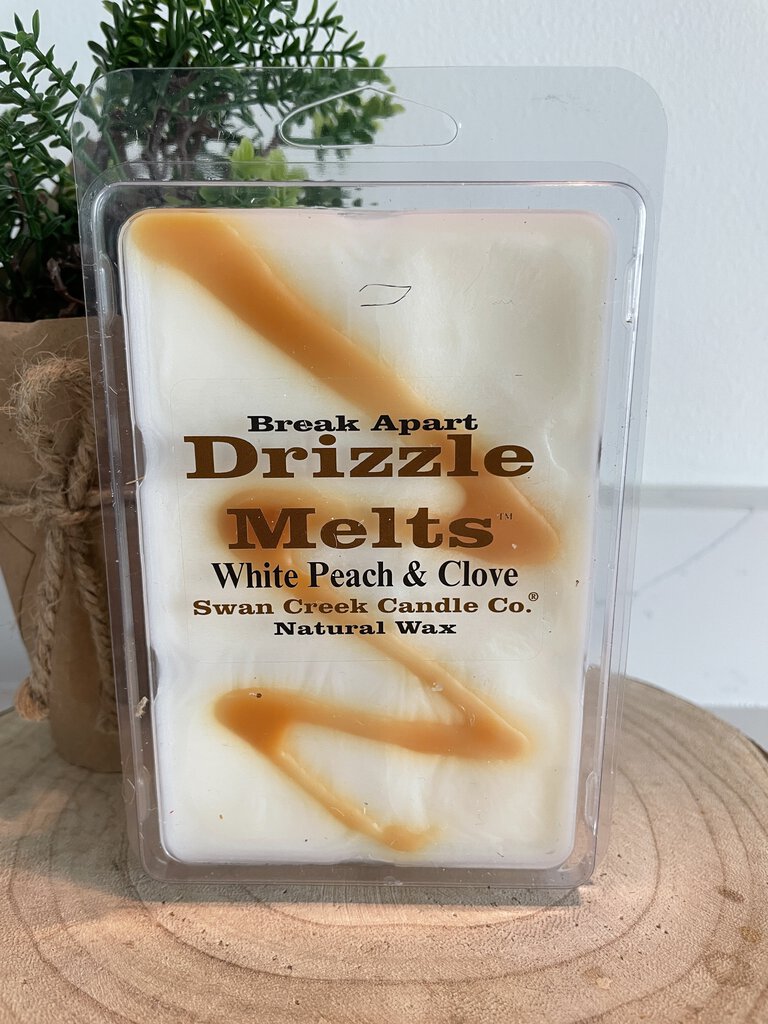 Break Apart
Drizzle
Melts™
White Peach & Clove
Swan Creek Candle Co.®
Natural Wax